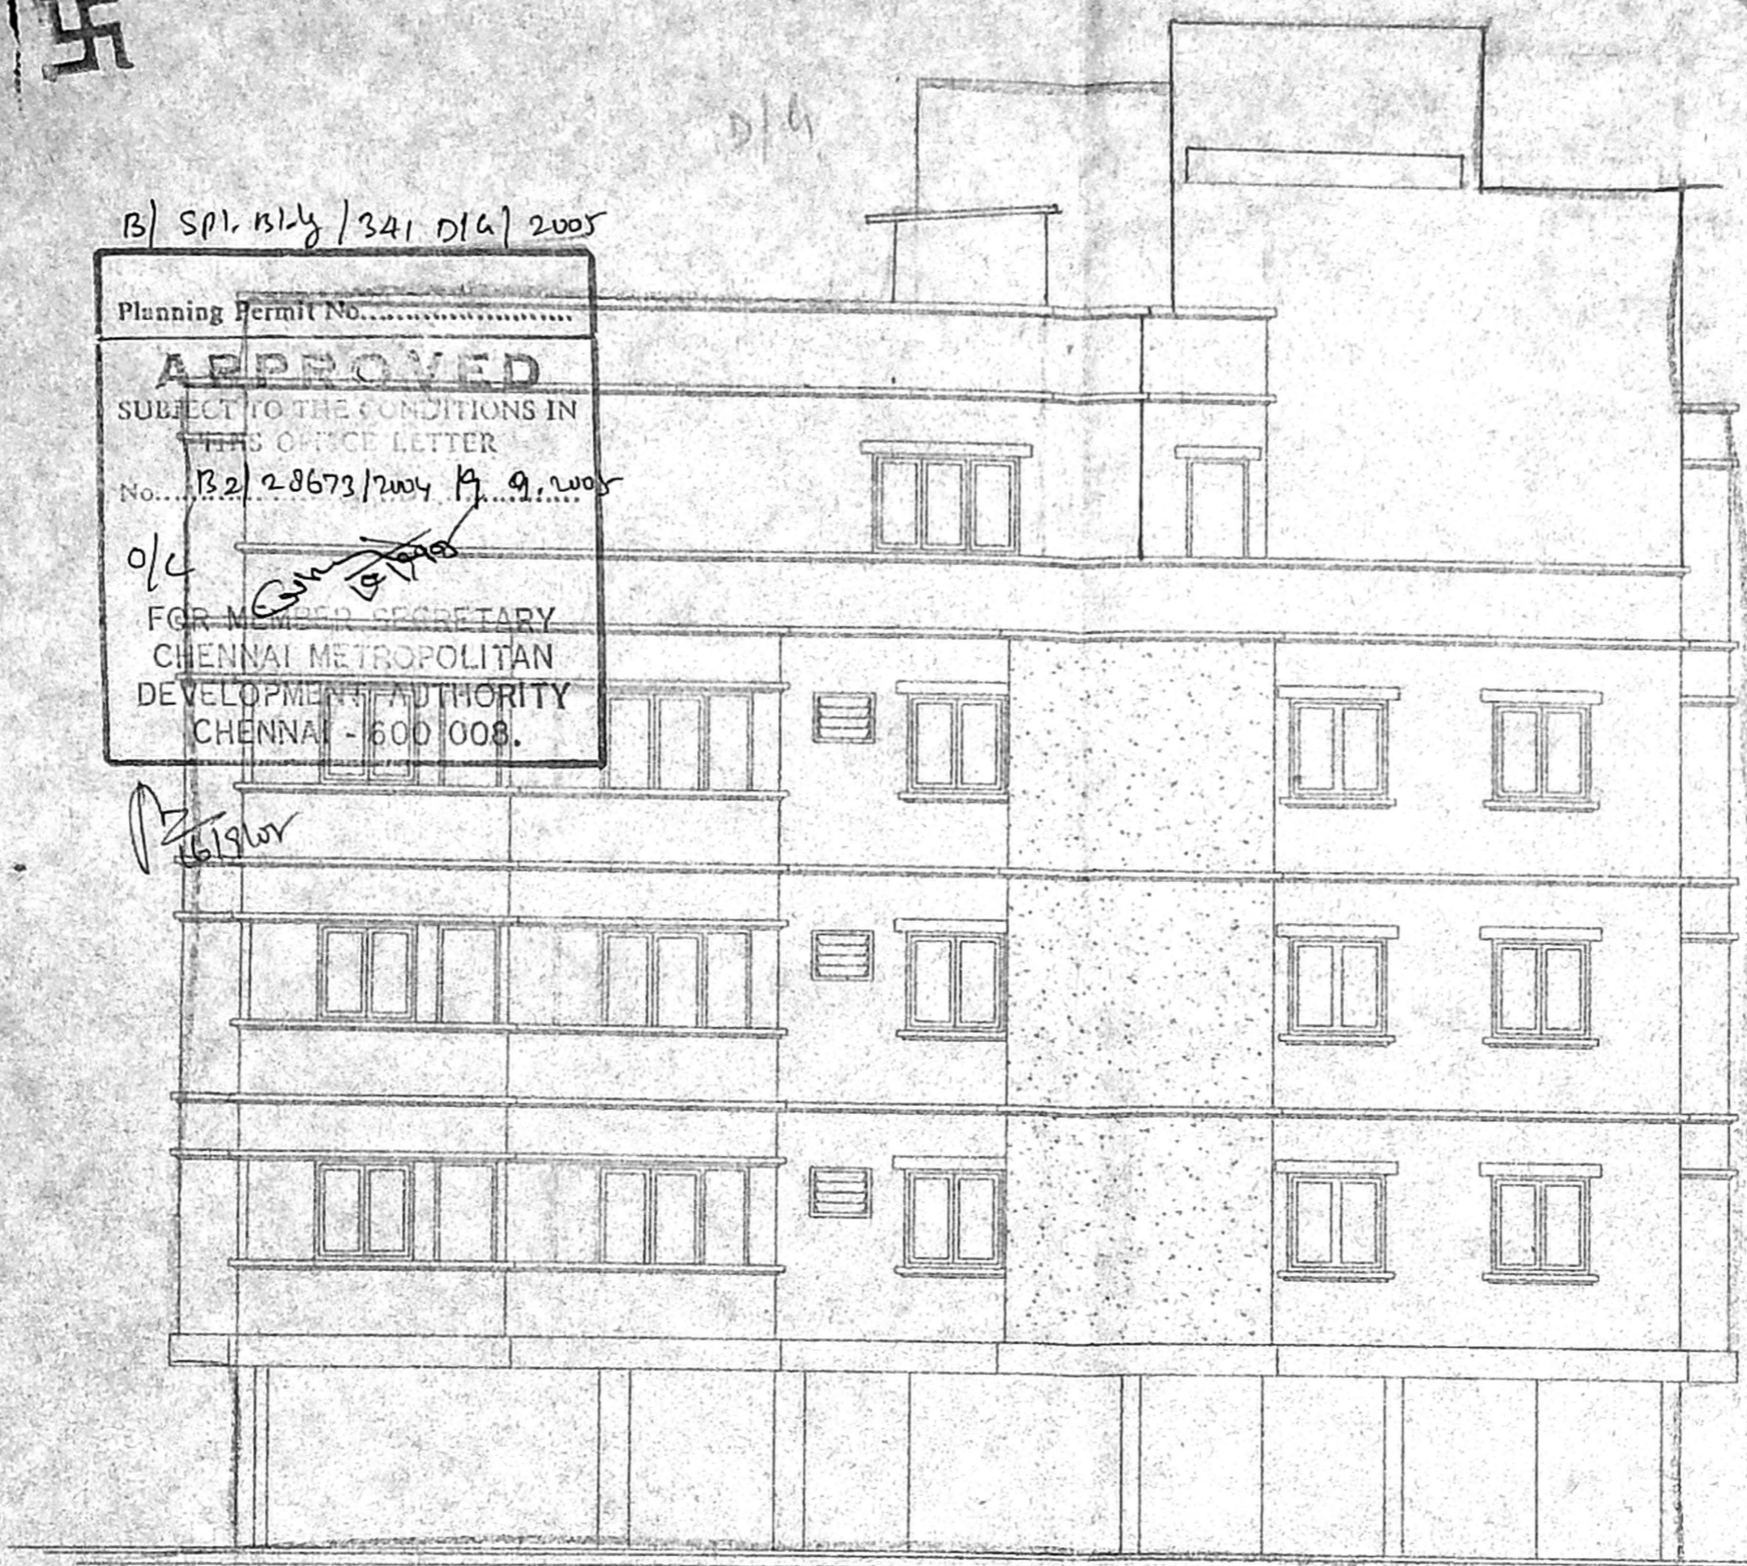 D/G
B/ Spl. Bldg / 341 D/G / 2005
Planning Permit No.......................
APPROVED
SUBJECT TO THE CONDITIONS IN
THIS OFFICE LETTER
No..... B2/28673/2004 19.9.2005
O/C
FOR MEMBER SECRETARY
CHENNAI METROPOLITAN
DEVELOPMENT AUTHORITY
CHENNAI - 600 008.